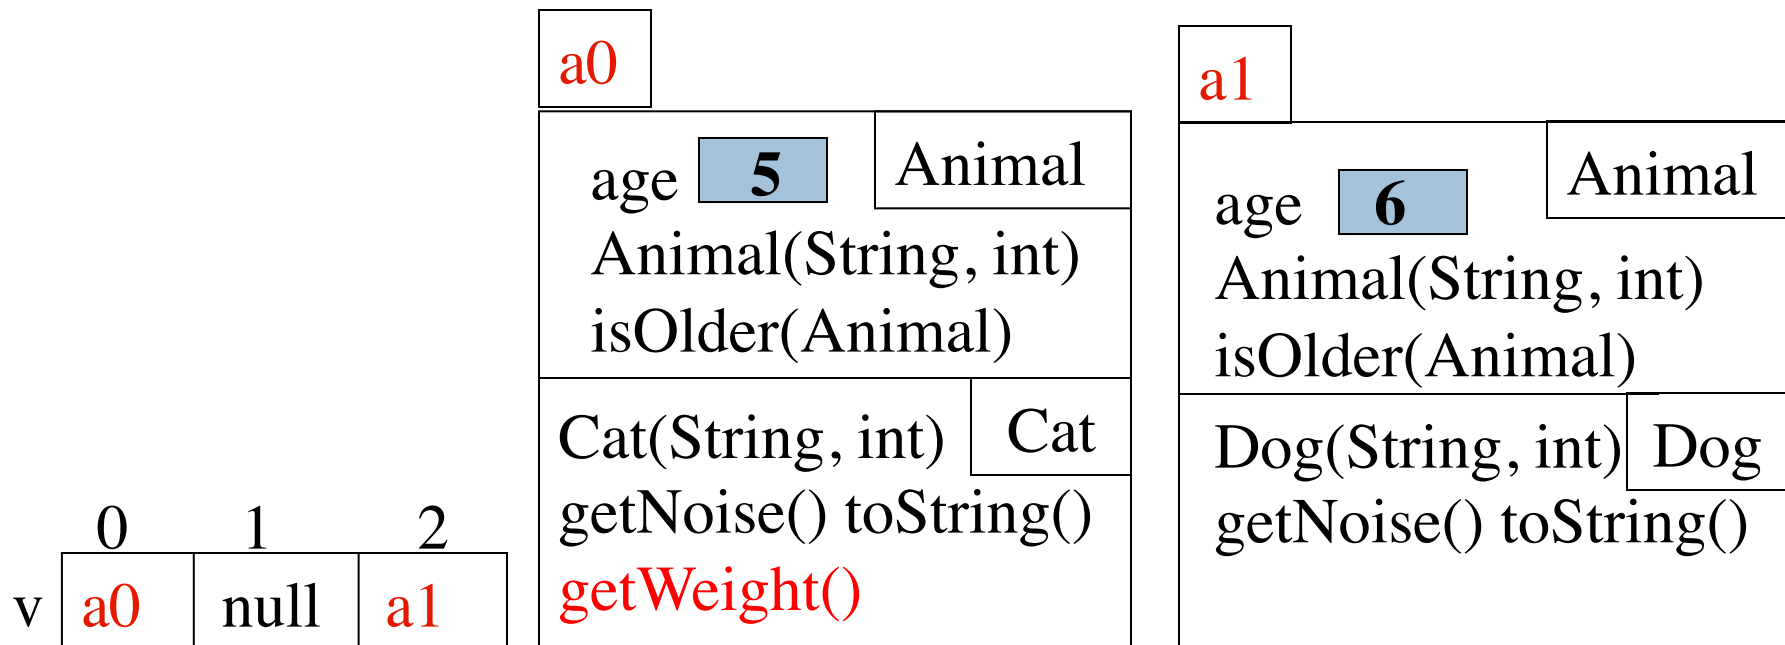 a0
age 5 Animal
Animal(String, int)
isOlder(Animal)
Cat(String, int) Cat
getNoise() toString()
getWeight()
a1
age 6 Animal
Animal(String, int)
isOlder(Animal)
Dog(String, int) Dog
getNoise() toString()
0 1 2
v a0 null a1